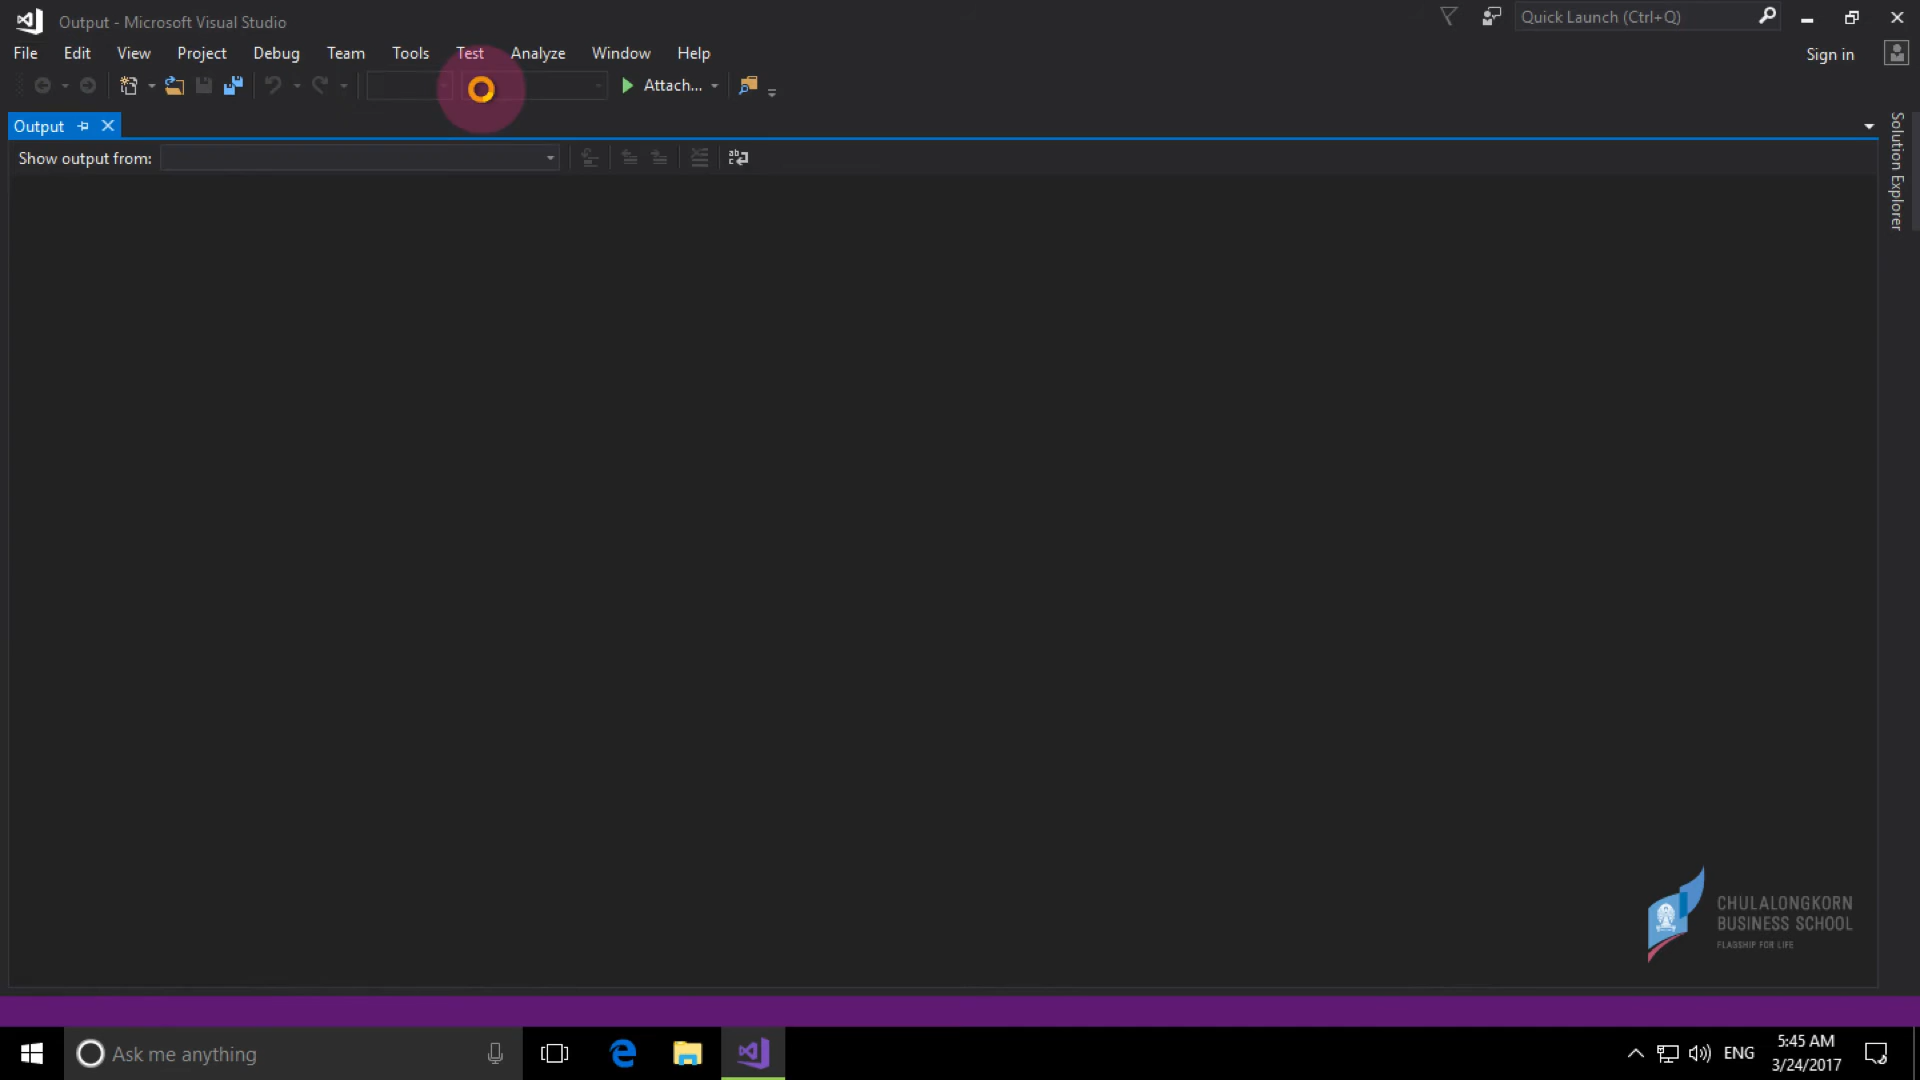 Output - Microsoft Visual Studio
Quick Launch (Ctrl+Q)
File Edit View Project Debug Team Tools Test Analyze Window Help
Sign in
Attach...
Output
Show output from:
Solution Explorer
CHULALONGKORN
BUSINESS SCHOOL
FLAGSHIP FOR LIFE
Ask me anything
ENG
5:45 AM
3/24/2017